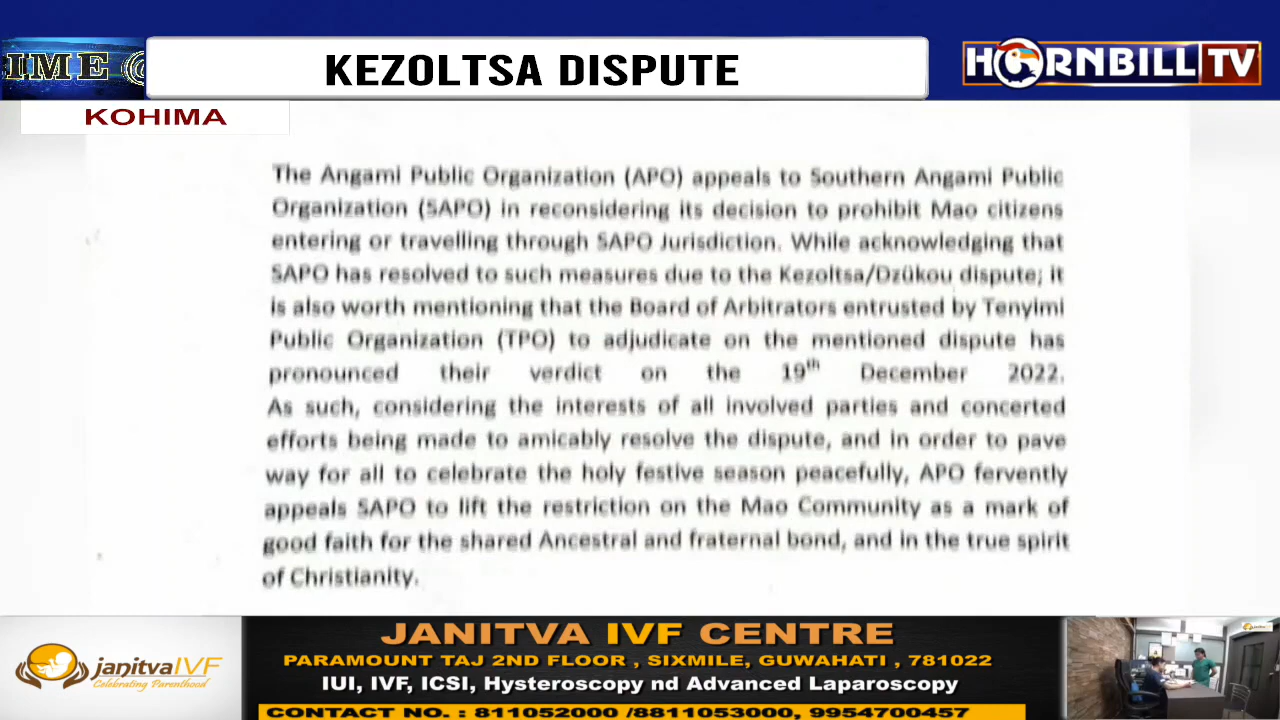 IME @
KEZOLTSA DISPUTE
HORNBILL TV
KOHIMA
The Angami Public Organization (APO) appeals to Southern Angami Public
Organization (SAPO) in reconsidering its decision to prohibit Mao citizens
entering or travelling through SAPO Jurisdiction. While acknowledging that
SAPO has resolved to such measures due to the Kezoltsa/Dzükou dispute; it
is also worth mentioning that the Board of Arbitrators entrusted by Tenyimi
Public Organization (TPO) to adjudicate on the mentioned dispute has
pronounced their verdict on the 19th December 2022.
As such, considering the interests of all involved parties and concerted
efforts being made to amicably resolve the dispute, and in order to pave
way for all to celebrate the holy festive season peacefully, APO fervently
appeals SAPO to lift the restriction on the Mao Community as a mark of
good faith for the shared Ancestral and fraternal bond, and in the true spirit
of Christianity.
janitvaIVF
Celebrating Parenthood
JANITVA IVF CENTRE
PARAMOUNT TAJ 2ND FLOOR , SIXMILE, GUWAHATI , 781022
IUI, IVF, ICSI, Hysteroscopy nd Advanced Laparoscopy
CONTACT NO. : 811052000 /8811053000, 9954700457